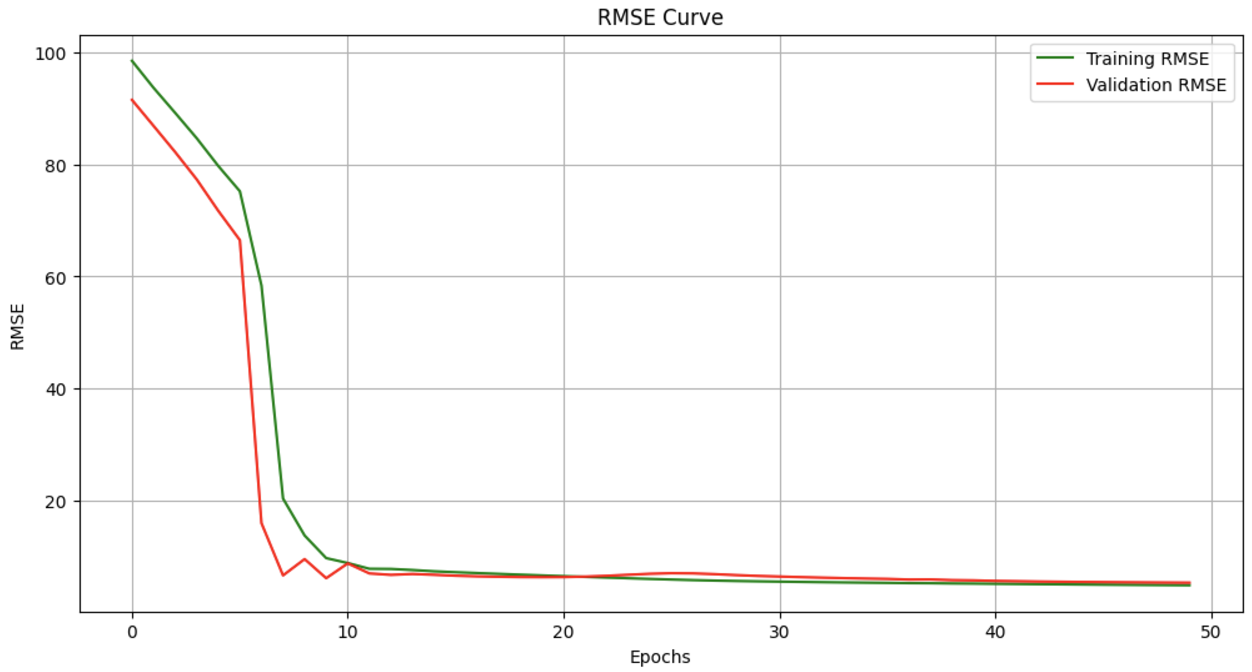 RMSE Curve
100
80
60
40
20
RMSE
Training RMSE
Validation RMSE
0 10 20 30 40 50
Epochs